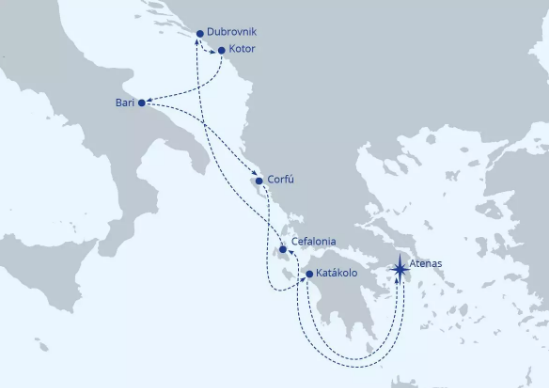 Dubrovnik
Kotor
Bari
Corfú
Cefalonia
Atenas
Katákolo